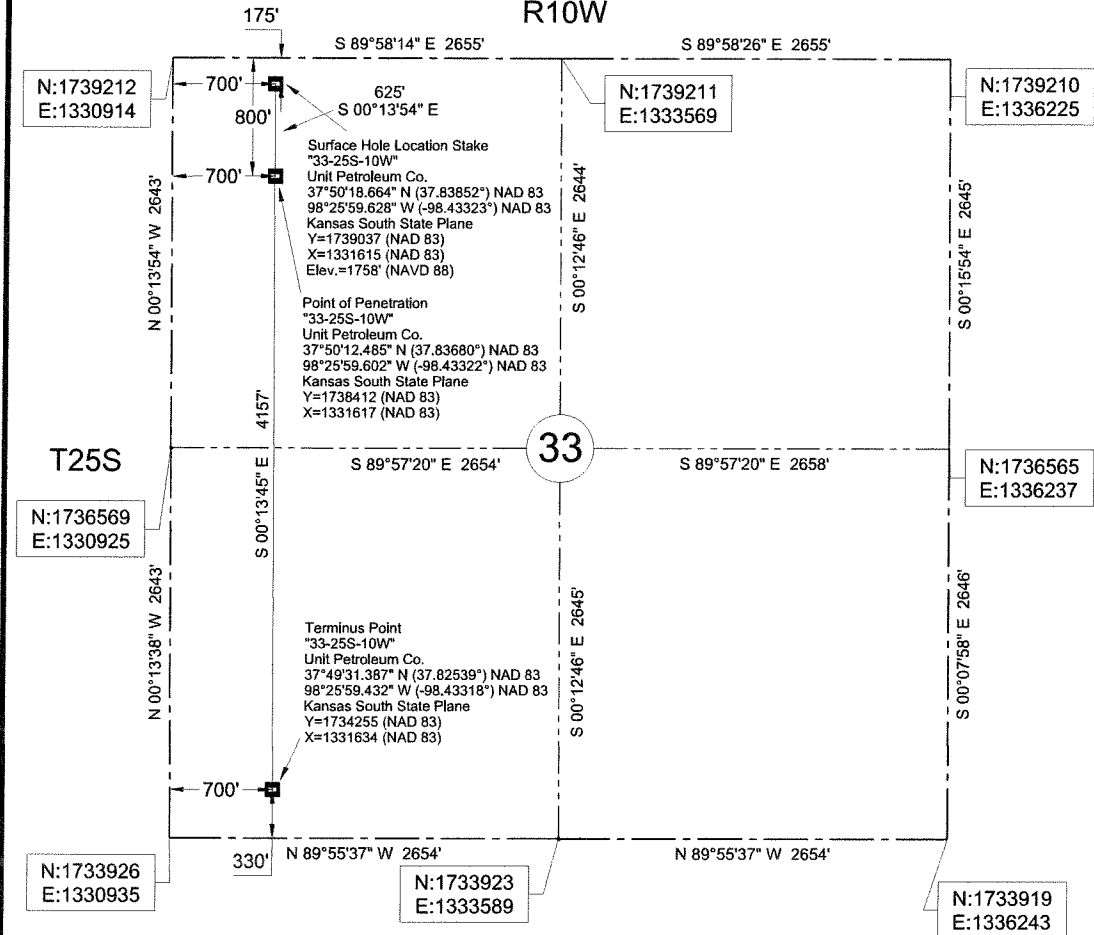 R10W
175'
S 89°58'14" E 2655'
S 89°58'26" E 2655'
N:1739212
E:1330914
700'
800'
625'
S 00°13'54" E
N:1739211
E:1333569
N:1739210
E:1336225
Surface Hole Location Stake
"33-25S-10W"
Unit Petroleum Co.
37°50'18.664" N (37.83852°) NAD 83
98°25'59.628" W (-98.43323°) NAD 83
Kansas South State Plane
Y=1739037 (NAD 83)
X=1331615 (NAD 83)
Elev.=1758' (NAVD 88)
700'
N 00°13'54" W 2643'
S 00°12'46" E 2644'
S 00°15'54" E 2645'
Point of Penetration
"33-25S-10W"
Unit Petroleum Co.
37°50'12.485" N (37.83680°) NAD 83
98°25'59.602" W (-98.43322°) NAD 83
Kansas South State Plane
Y=1738412 (NAD 83)
X=1331617 (NAD 83)
S 00°13'45" E 4157'
T25S
33
S 89°57'20" E 2654'
S 89°57'20" E 2658'
N:1736569
E:1330925
N:1736565
E:1336237
N 00°13'38" W 2643'
S 00°12'46" E 2645'
S 00°07'58" E 2646'
Terminus Point
"33-25S-10W"
Unit Petroleum Co.
37°49'31.387" N (37.82539°) NAD 83
98°25'59.432" W (-98.43318°) NAD 83
Kansas South State Plane
Y=1734255 (NAD 83)
X=1331634 (NAD 83)
700'
330'
N 89°55'37" W 2654'
N 89°55'37" W 2654'
N:1733926
E:1330935
N:1733923
E:1333589
N:1733919
E:1336243